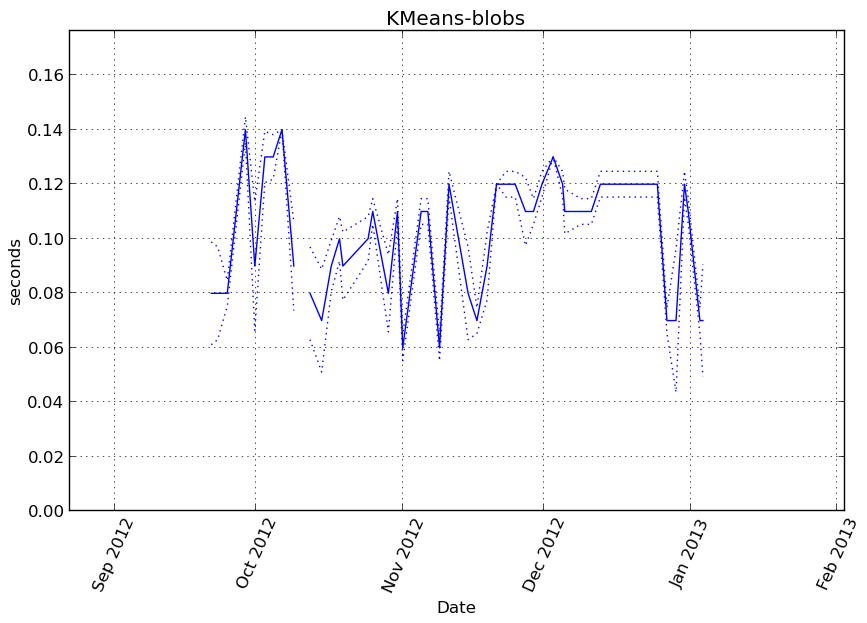 KMeans-blobs
seconds
0.16
0.14
0.12
0.10
0.08
0.06
0.04
0.02
0.00
Sep 2012
Oct 2012
Nov 2012
Dec 2012
Jan 2013
Feb 2013
Date